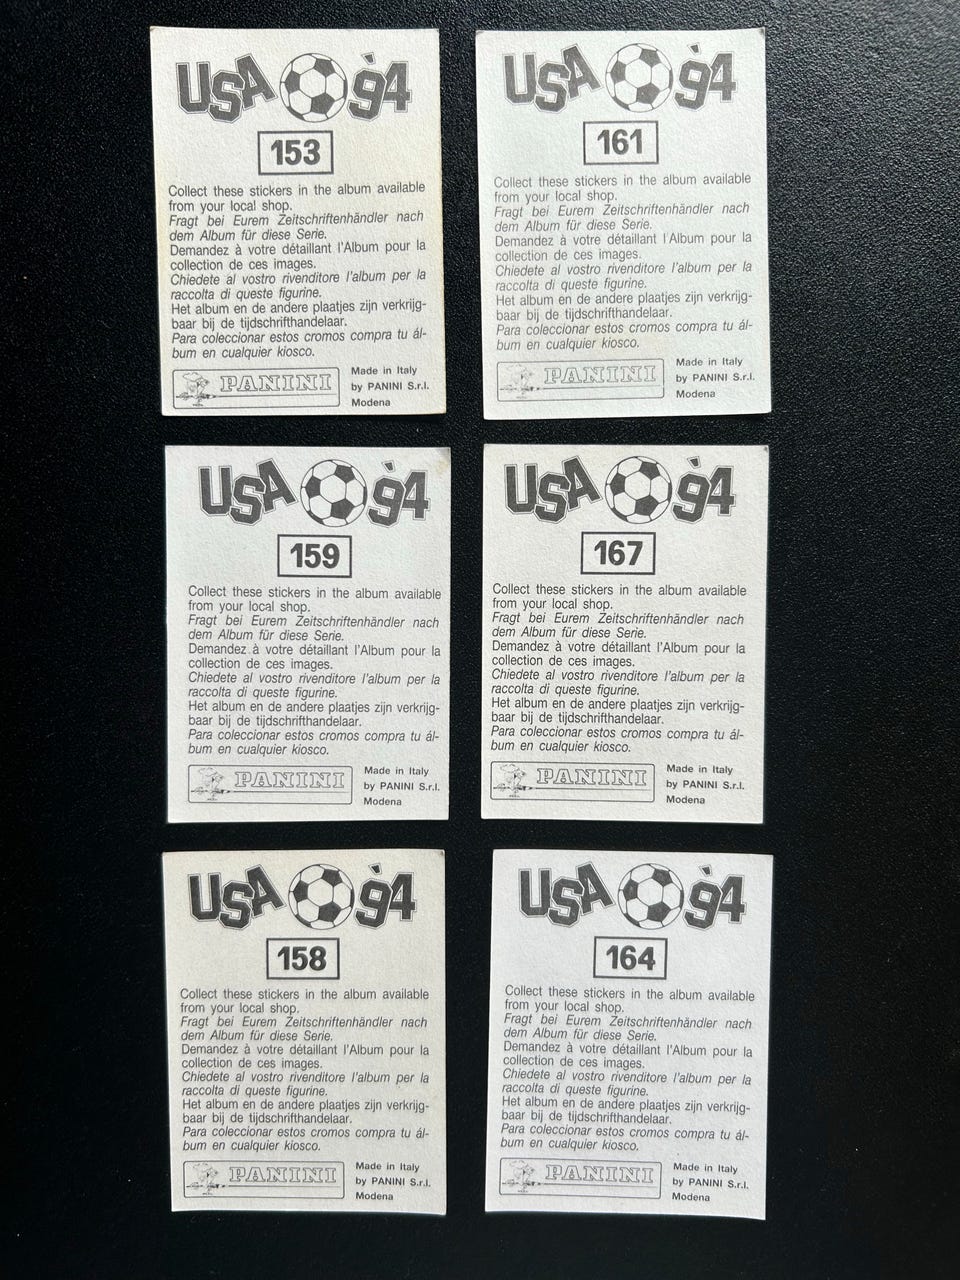 USA '94
153
Collect these stickers in the album available
from your local shop.
Fragt bei Eurem Zeitschriftenhändler nach
dem Album für diese Serie.
Demandez à votre détaillant l'Album pour la
collection de ces images.
Chiedete al vostro rivenditore l'album per la
raccolta di queste figurine.
Het album en de andere plaatjes zijn verkrijg-
baar bij de tijdschrifthandelaar.
Para coleccionar estos cromos compra tu ál-
bum en cualquier kiosco.
PANINI
Made in Italy
by PANINI S.r.l.
Modena
USA '94
161
Collect these stickers in the album available
from your local shop.
Fragt bei Eurem Zeitschriftenhändler nach
dem Album für diese Serie.
Demandez à votre détaillant l'Album pour la
collection de ces images.
Chiedete al vostro rivenditore l'album per la
raccolta di queste figurine.
Het album en de andere plaatjes zijn verkrijg-
baar bij de tijdschrifthandelaar.
Para coleccionar estos cromos compra tu ál-
bum en cualquier kiosco.
PANINI
Made in Italy
by PANINI S.r.l.
Modena
USA '94
159
Collect these stickers in the album available
from your local shop.
Fragt bei Eurem Zeitschriftenhändler nach
dem Album für diese Serie.
Demandez à votre détaillant l'Album pour la
collection de ces images.
Chiedete al vostro rivenditore l'album per la
raccolta di queste figurine.
Het album en de andere plaatjes zijn verkrijg-
baar bij de tijdschrifthandelaar.
Para coleccionar estos cromos compra tu ál-
bum en cualquier kiosco.
PANINI
Made in Italy
by PANINI S.r.l.
Modena
USA '94
167
Collect these stickers in the album available
from your local shop.
Fragt bei Eurem Zeitschriftenhändler nach
dem Album für diese Serie.
Demandez à votre détaillant l'Album pour la
collection de ces images.
Chiedete al vostro rivenditore l'album per la
raccolta di queste figurine.
Het album en de andere plaatjes zijn verkrijg-
baar bij de tijdschrifthandelaar.
Para coleccionar estos cromos compra tu ál-
bum en cualquier kiosco.
PANINI
Made in Italy
by PANINI S.r.l.
Modena
USA '94
158
Collect these stickers in the album available
from your local shop.
Fragt bei Eurem Zeitschriftenhändler nach
dem Album für diese Serie.
Demandez à votre détaillant l'Album pour la
collection de ces images.
Chiedete al vostro rivenditore l'album per la
raccolta di queste figurine.
Het album en de andere plaatjes zijn verkrijg-
baar bij de tijdschrifthandelaar.
Para coleccionar estos cromos compra tu ál-
bum en cualquier kiosco.
PANINI
Made in Italy
by PANINI S.r.l.
Modena
USA '94
164
Collect these stickers in the album available
from your local shop.
Fragt bei Eurem Zeitschriftenhändler nach
dem Album für diese Serie.
Demandez à votre détaillant l'Album pour la
collection de ces images.
Chiedete al vostro rivenditore l'album per la
raccolta di queste figurine.
Het album en de andere plaatjes zijn verkrijg-
baar bij de tijdschrifthandelaar.
Para coleccionar estos cromos compra tu ál-
bum en cualquier kiosco.
PANINI
Made in Italy
by PANINI S.r.l.
Modena